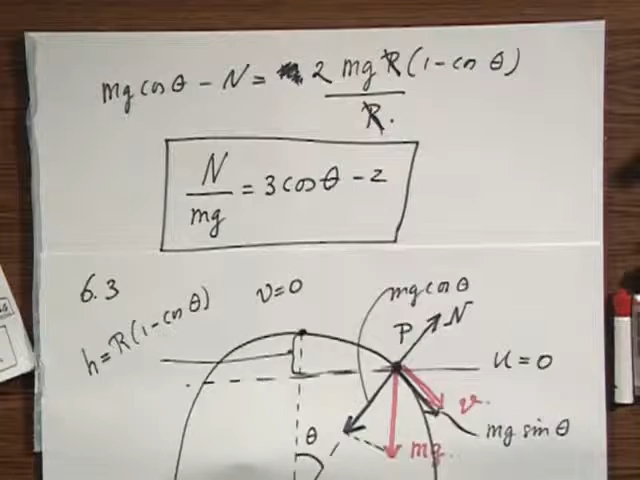 mg cos θ − N = 2 mg R (1 − cos θ)
R.
N
mg = 3 cos θ − 2
6.3
v = 0
mg cos θ
h = R(1 − cos θ)
P
N
U = 0
v.
θ
mg
mg sin θ